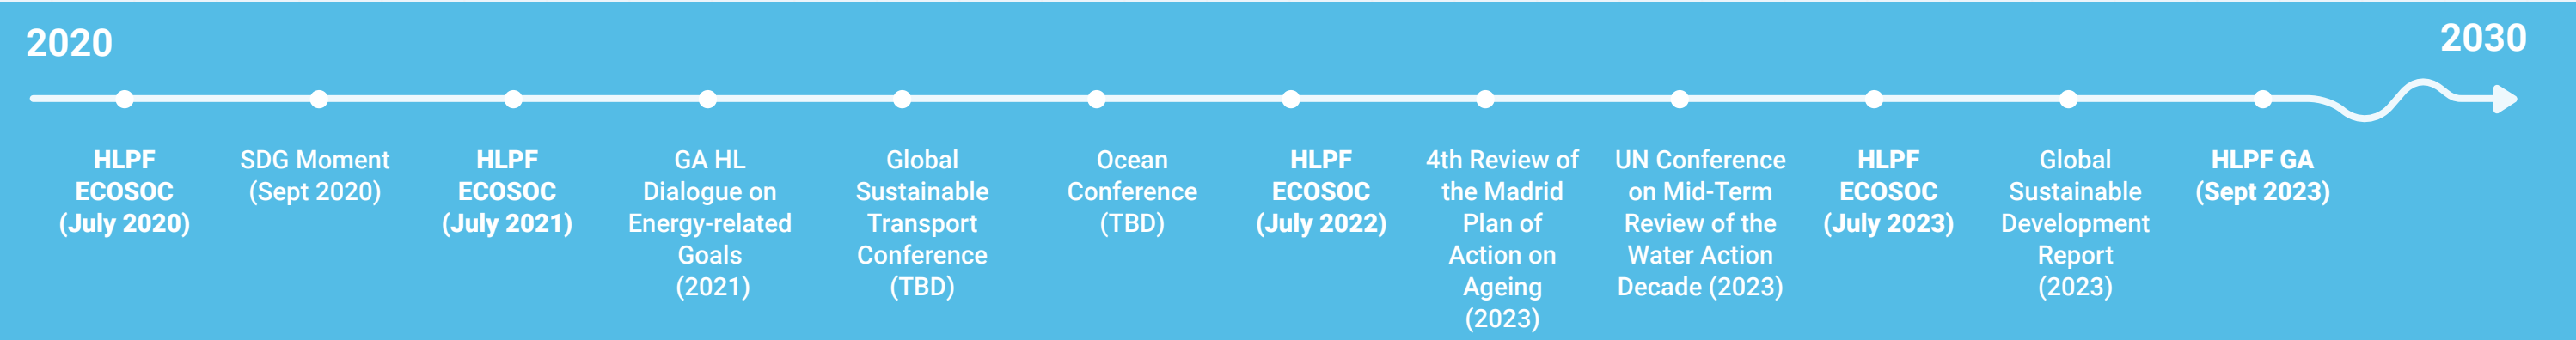 2020
2030
HLPF
ECOSOC
(July 2020)
SDG Moment
(Sept 2020)
HLPF
ECOSOC
(July 2021)
GA HL
Dialogue on
Energy-related
Goals
(2021)
Global
Sustainable
Transport
Conference
(TBD)
Ocean
Conference
(TBD)
HLPF
ECOSOC
(July 2022)
4th Review of
the Madrid
Plan of
Action on
Ageing
(2023)
UN Conference
on Mid-Term
Review of the
Water Action
Decade (2023)
HLPF
ECOSOC
(July 2023)
Global
Sustainable
Development
Report
(2023)
HLPF GA
(Sept 2023)